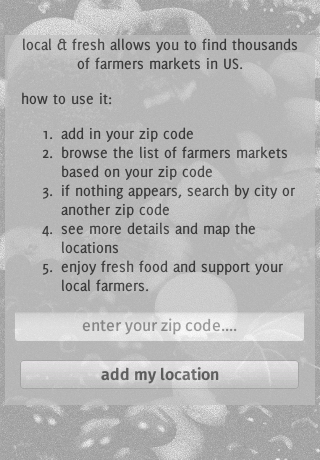 local & fresh allows you to find thousands
of farmers markets in US.
how to use it:
1. add in your zip code
2. browse the list of farmers markets
based on your zip code
3. if nothing appears, search by city or
another zip code
4. see more details and map the
locations
5. enjoy fresh food and support your
local farmers.
enter your zip code....
add my location